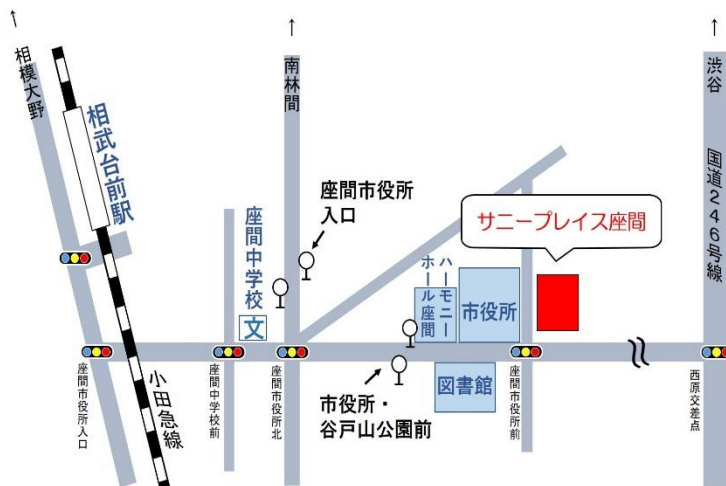 ↑
相模大野
相武台前駅
↑
南林間
↑
渋谷
国道246号線
座間市役所
入口
座間中学校
文
サニープレイス座間
ハーモニー
ホール座間
市役所
図書館
市役所・
谷戸山公園前
小田急線
座間市役所入口
座間中学校前
座間市役所北
座間市役所前
西原交差点